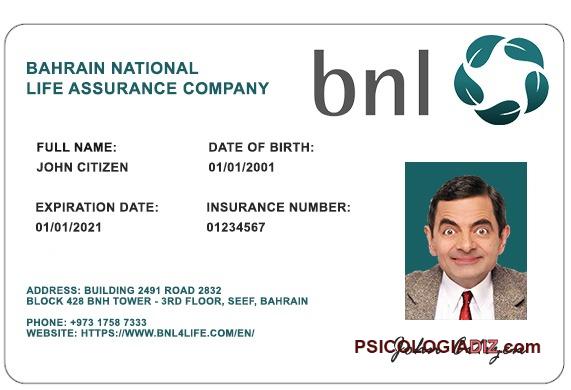 BAHRAIN NATIONAL
LIFE ASSURANCE COMPANY
bnl
FULL NAME:
JOHN CITIZEN
DATE OF BIRTH:
01/01/2001
EXPIRATION DATE:
01/01/2021
INSURANCE NUMBER:
01234567
ADDRESS: BUILDING 2491 ROAD 2832
BLOCK 428 BNH TOWER - 3RD FLOOR, SEEF, BAHRAIN
PHONE: +973 1758 7333
WEBSITE: HTTPS://WWW.BNL4LIFE.COM/EN/
John Citizen
PSICOLOGIADIZ.com